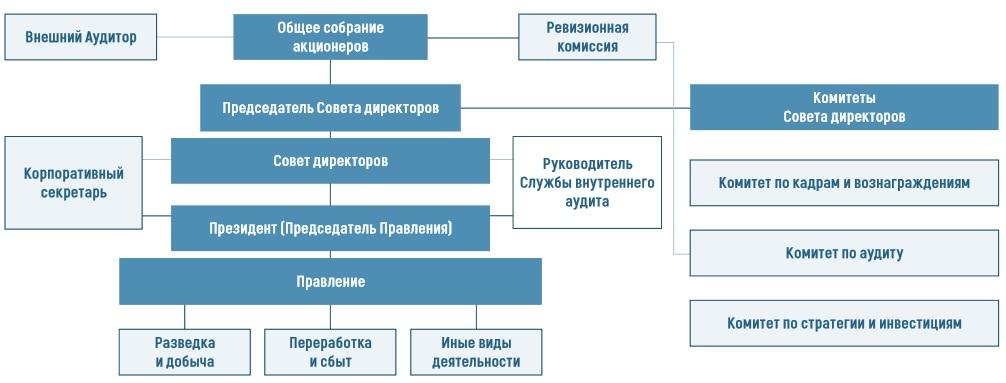 Внешний Аудитор
Общее собрание
акционеров
Ревизионная
комиссия
Председатель Совета директоров
Комитеты
Совета директоров
Корпоративный
секретарь
Совет директоров
Руководитель
Службы внутреннего
аудита
Комитет по кадрам и вознаграждениям
Президент (Председатель Правления)
Комитет по аудиту
Правление
Комитет по стратегии и инвестициям
Разведка
и добыча
Переработка
и сбыт
Иные виды
деятельности